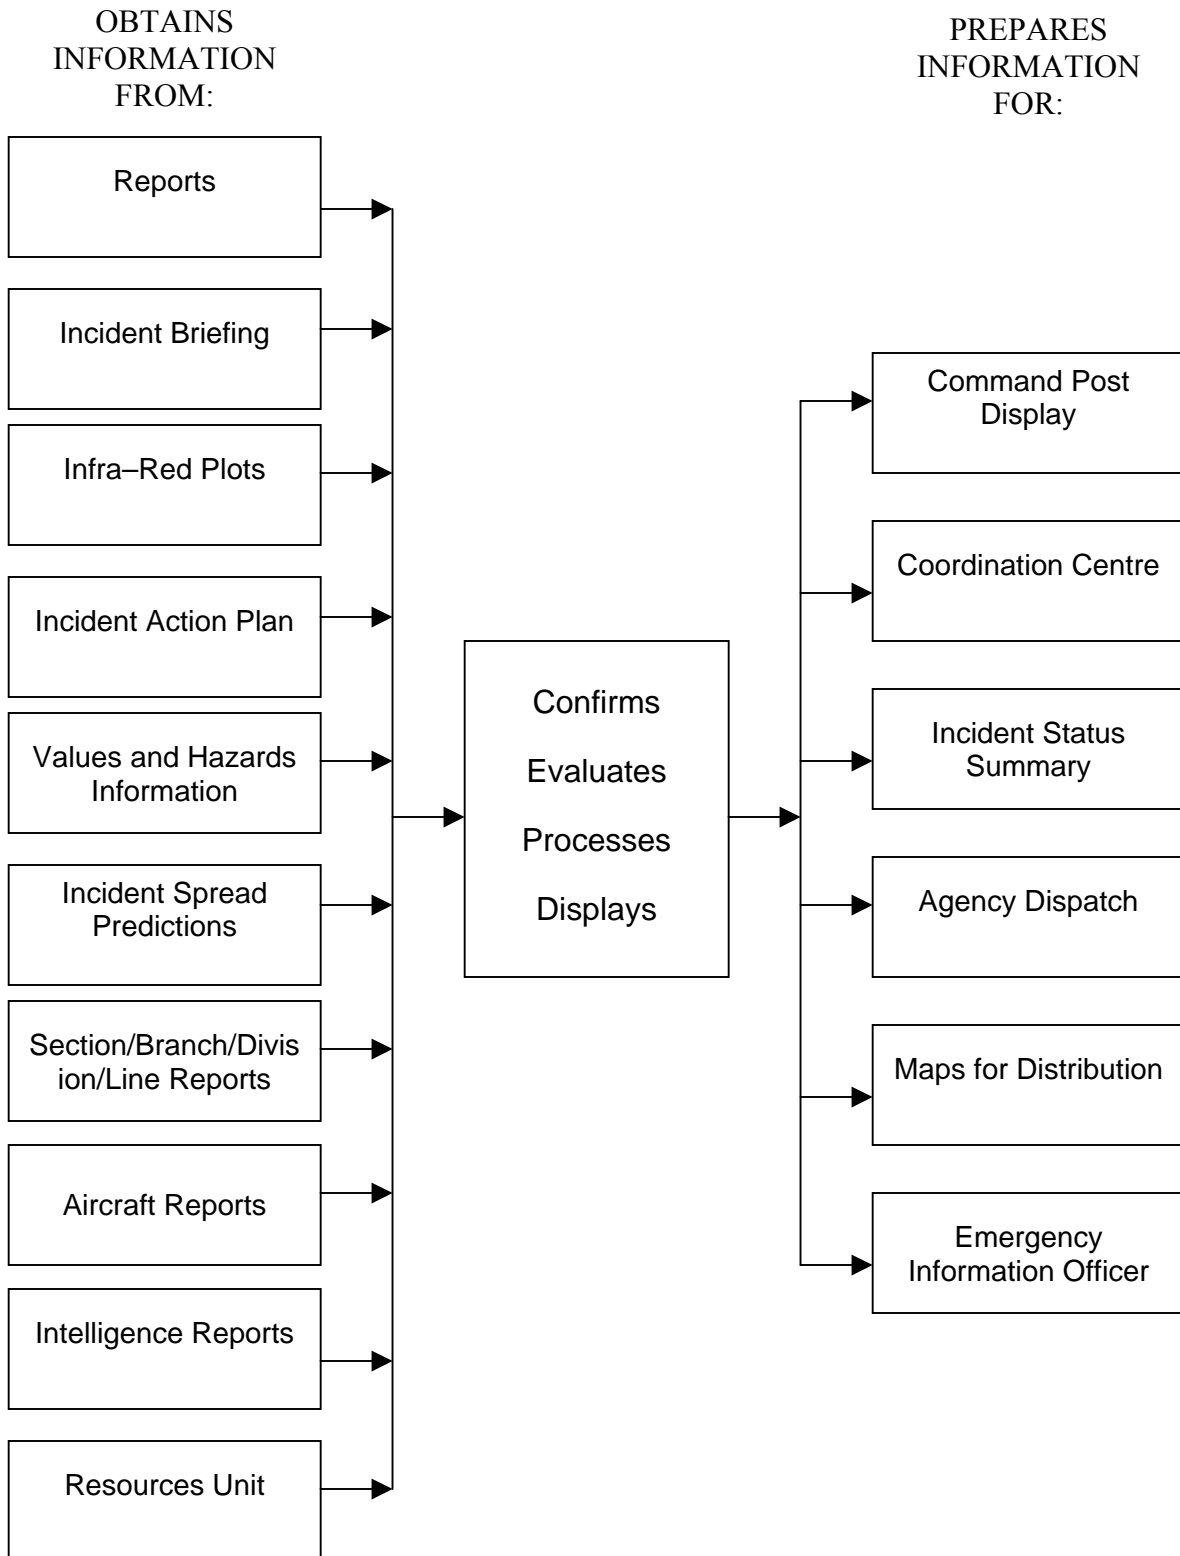 OBTAINS
INFORMATION
FROM:
Reports
Incident Briefing
Infra–Red Plots
Incident Action Plan
Values and Hazards
Information
Incident Spread
Predictions
Section/Branch/Divis
ion/Line Reports
Aircraft Reports
Intelligence Reports
Resources Unit
Confirms
Evaluates
Processes
Displays
PREPARES
INFORMATION
FOR:
Command Post
Display
Coordination Centre
Incident Status
Summary
Agency Dispatch
Maps for Distribution
Emergency
Information Officer